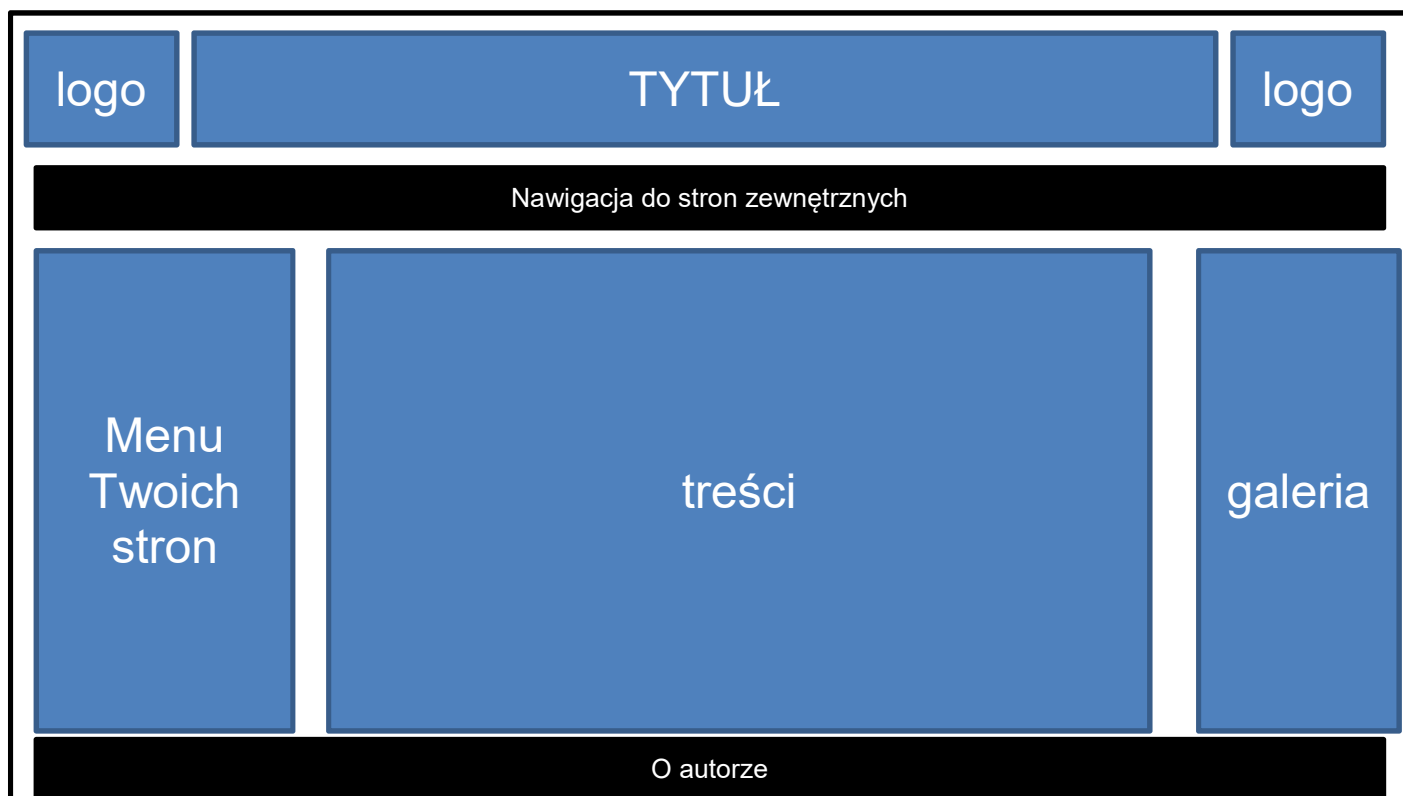 logo
TYTUŁ
logo
Nawigacja do stron zewnętrznych
Menu
Twoich
stron
treści
galeria
O autorze